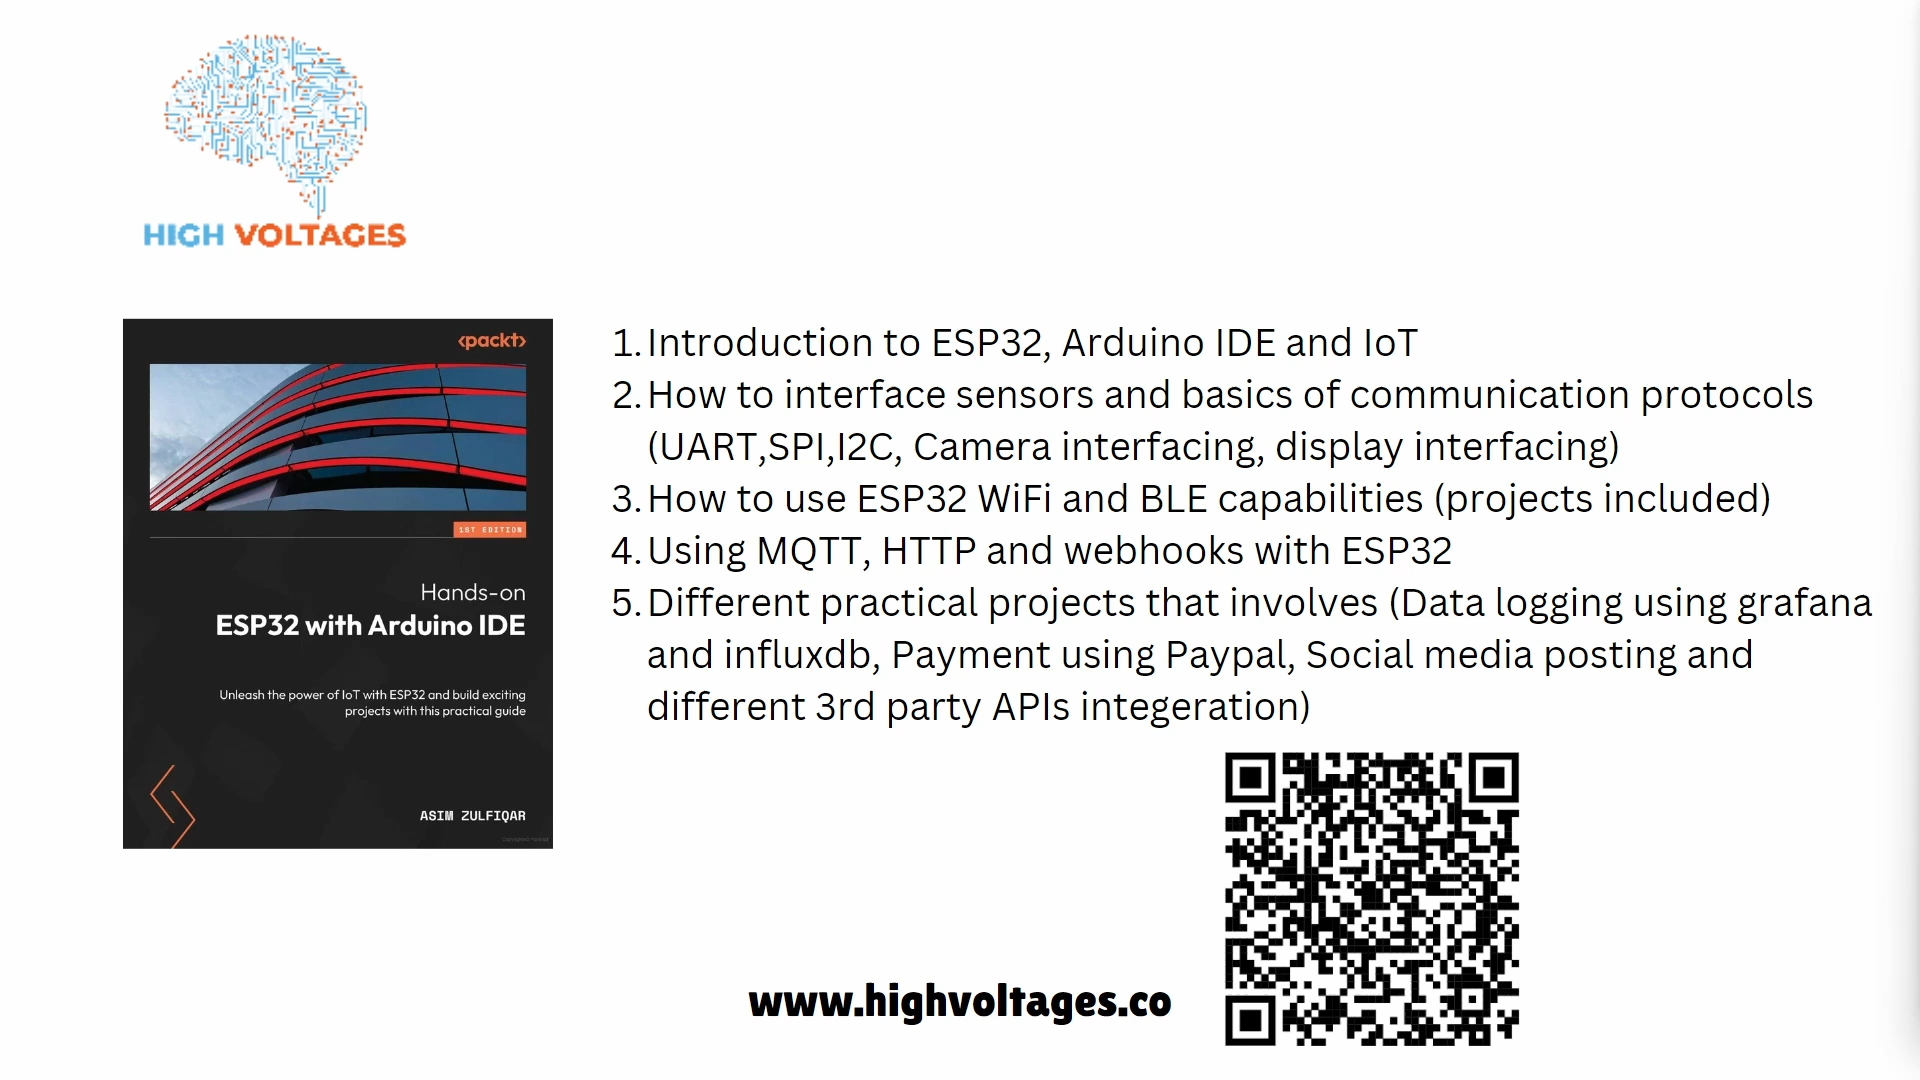 HIGH VOLTAGES
<packt>
1ST EDITION
Hands-on
ESP32 with Arduino IDE
Unleash the power of IoT with ESP32 and build exciting
projects with this practical guide
ASIM ZULFIQAR
1. Introduction to ESP32, Arduino IDE and IoT
2. How to interface sensors and basics of communication protocols
(UART,SPI,I2C, Camera interfacing, display interfacing)
3. How to use ESP32 WiFi and BLE capabilities (projects included)
4. Using MQTT, HTTP and webhooks with ESP32
5. Different practical projects that involves (Data logging using grafana
and influxdb, Payment using Paypal, Social media posting and
different 3rd party APIs integeration)
www.highvoltages.co